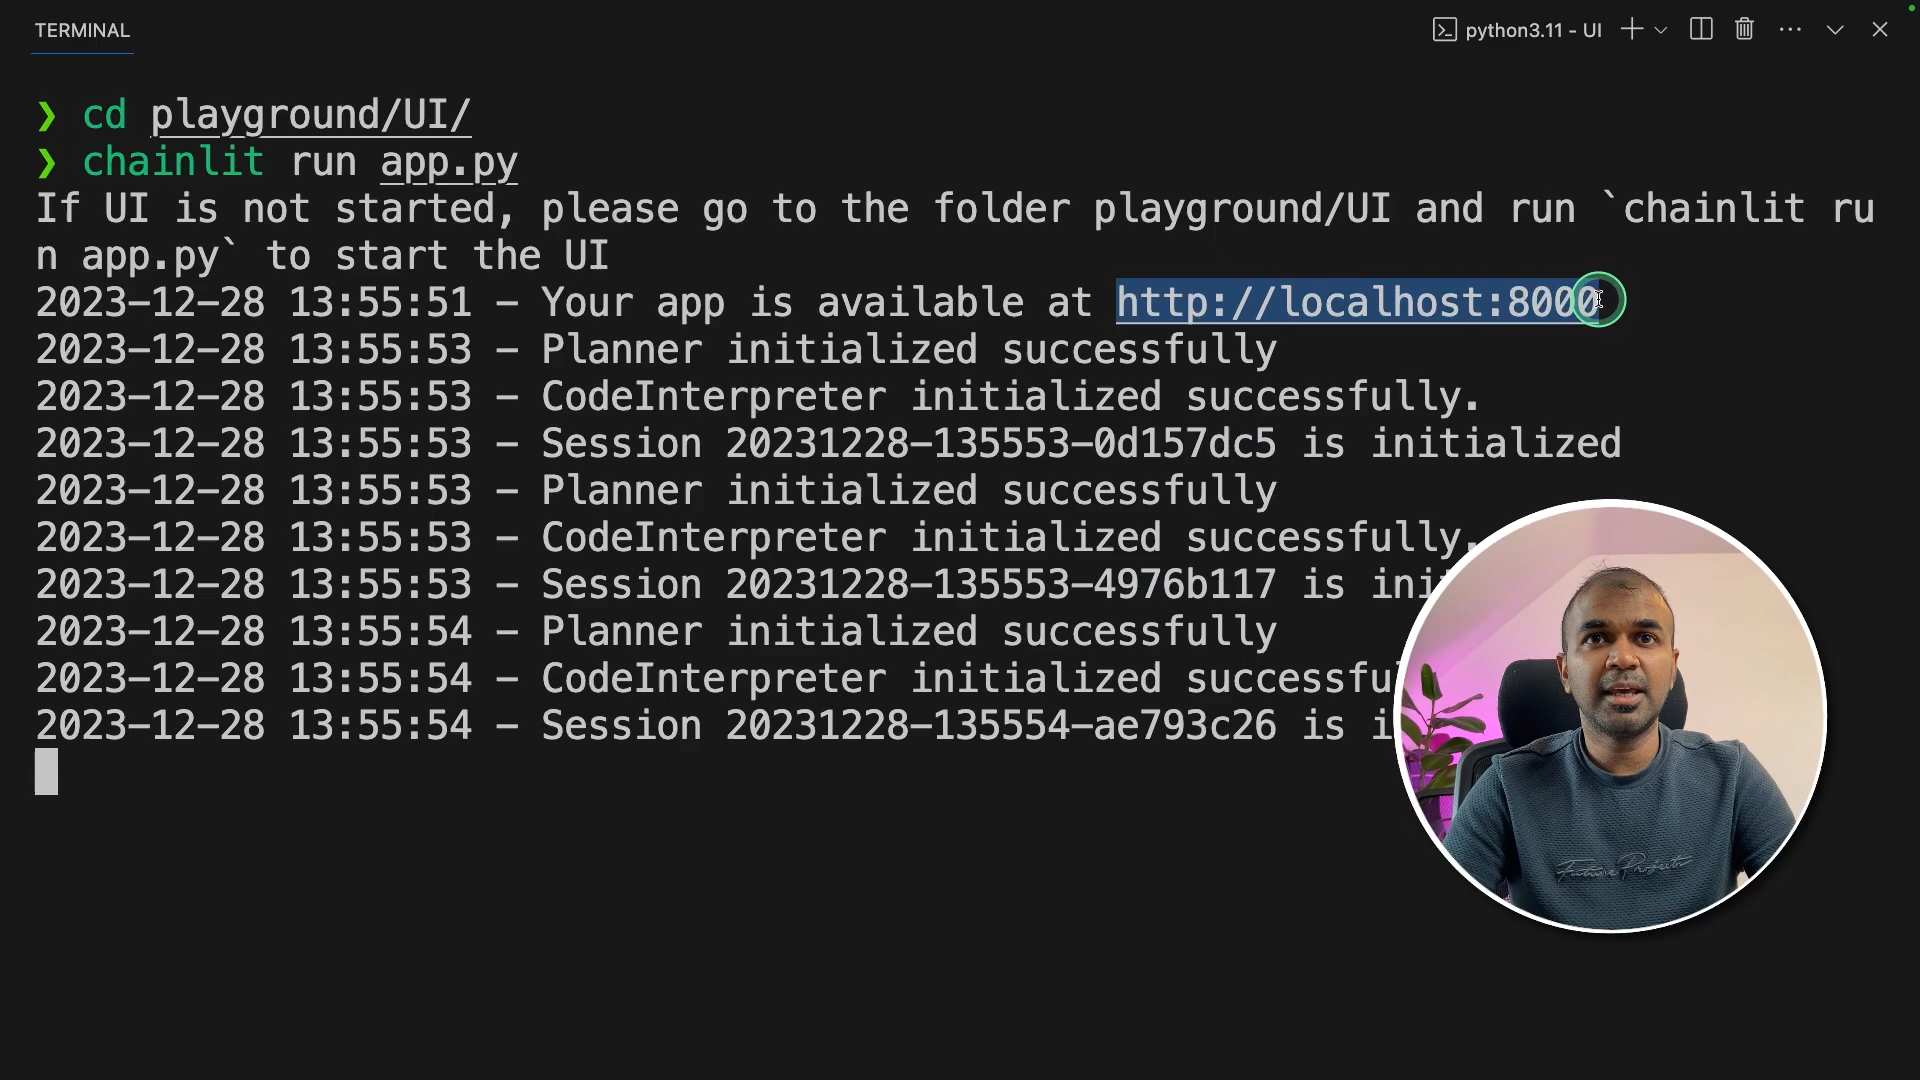 TERMINAL
python3.11 - UI
❯ cd playground/UI/
❯ chainlit run app.py
If UI is not started, please go to the folder playground/UI and run `chainlit ru
n app.py` to start the UI
2023-12-28 13:55:51 - Your app is available at http://localhost:8000
2023-12-28 13:55:53 - Planner initialized successfully
2023-12-28 13:55:53 - CodeInterpreter initialized successfully.
2023-12-28 13:55:53 - Session 20231228-135553-0d157dc5 is initialized
2023-12-28 13:55:53 - Planner initialized successfully
2023-12-28 13:55:53 - CodeInterpreter initialized successfully.
2023-12-28 13:55:53 - Session 20231228-135553-4976b117 is ini
2023-12-28 13:55:54 - Planner initialized successfully
2023-12-28 13:55:54 - CodeInterpreter initialized successfu
2023-12-28 13:55:54 - Session 20231228-135554-ae793c26 is i
Future Projects